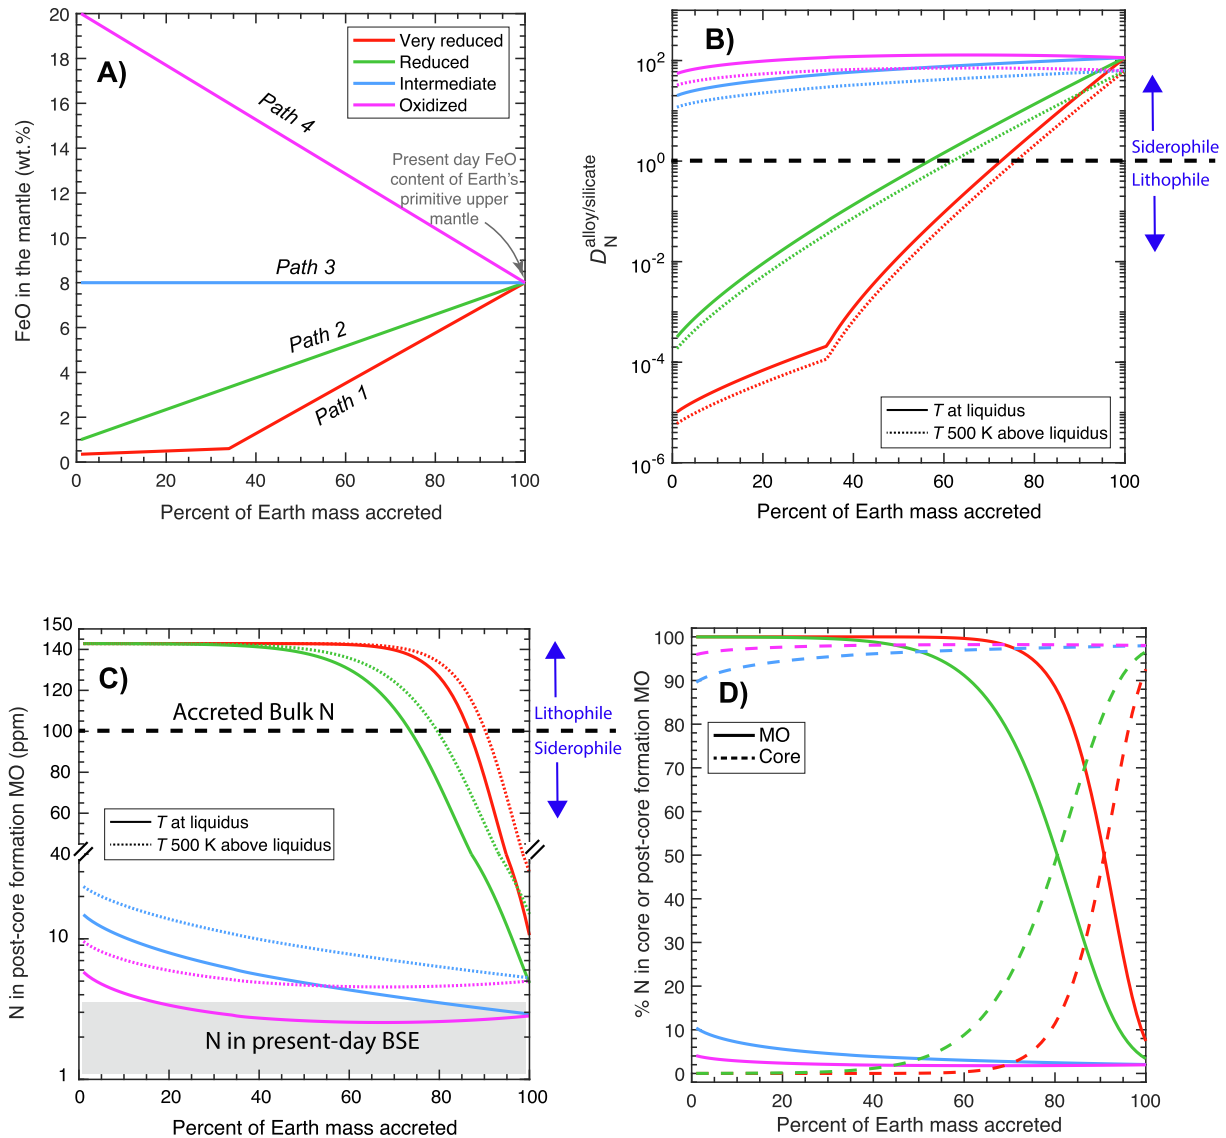 A)
Very reduced
Reduced
Intermediate
Oxidized
Path 4
Present day FeO
content of Earth's
primitive upper
mantle
Path 3
Path 2
Path 1
FeO in the mantle (wt.%)
20
18
16
14
12
10
8
6
4
2
0
0 20 40 60 80 100
Percent of Earth mass accreted
B)
D_N^alloy/silicate
10^2
10^0
10^-2
10^-4
10^-6
Siderophile
Lithophile
T at liquidus
T 500 K above liquidus
0 20 40 60 80 100
Percent of Earth mass accreted
C)
N in post-core formation MO (ppm)
150
140
120
100
80
60
40
10
1
Accreted Bulk N
Lithophile
Siderophile
T at liquidus
T 500 K above liquidus
N in present-day BSE
0 20 40 60 80 100
Percent of Earth mass accreted
D)
% N in core or post-core formation MO
100
90
80
70
60
50
40
30
20
10
0
MO
Core
0 20 40 60 80 100
Percent of Earth mass accreted